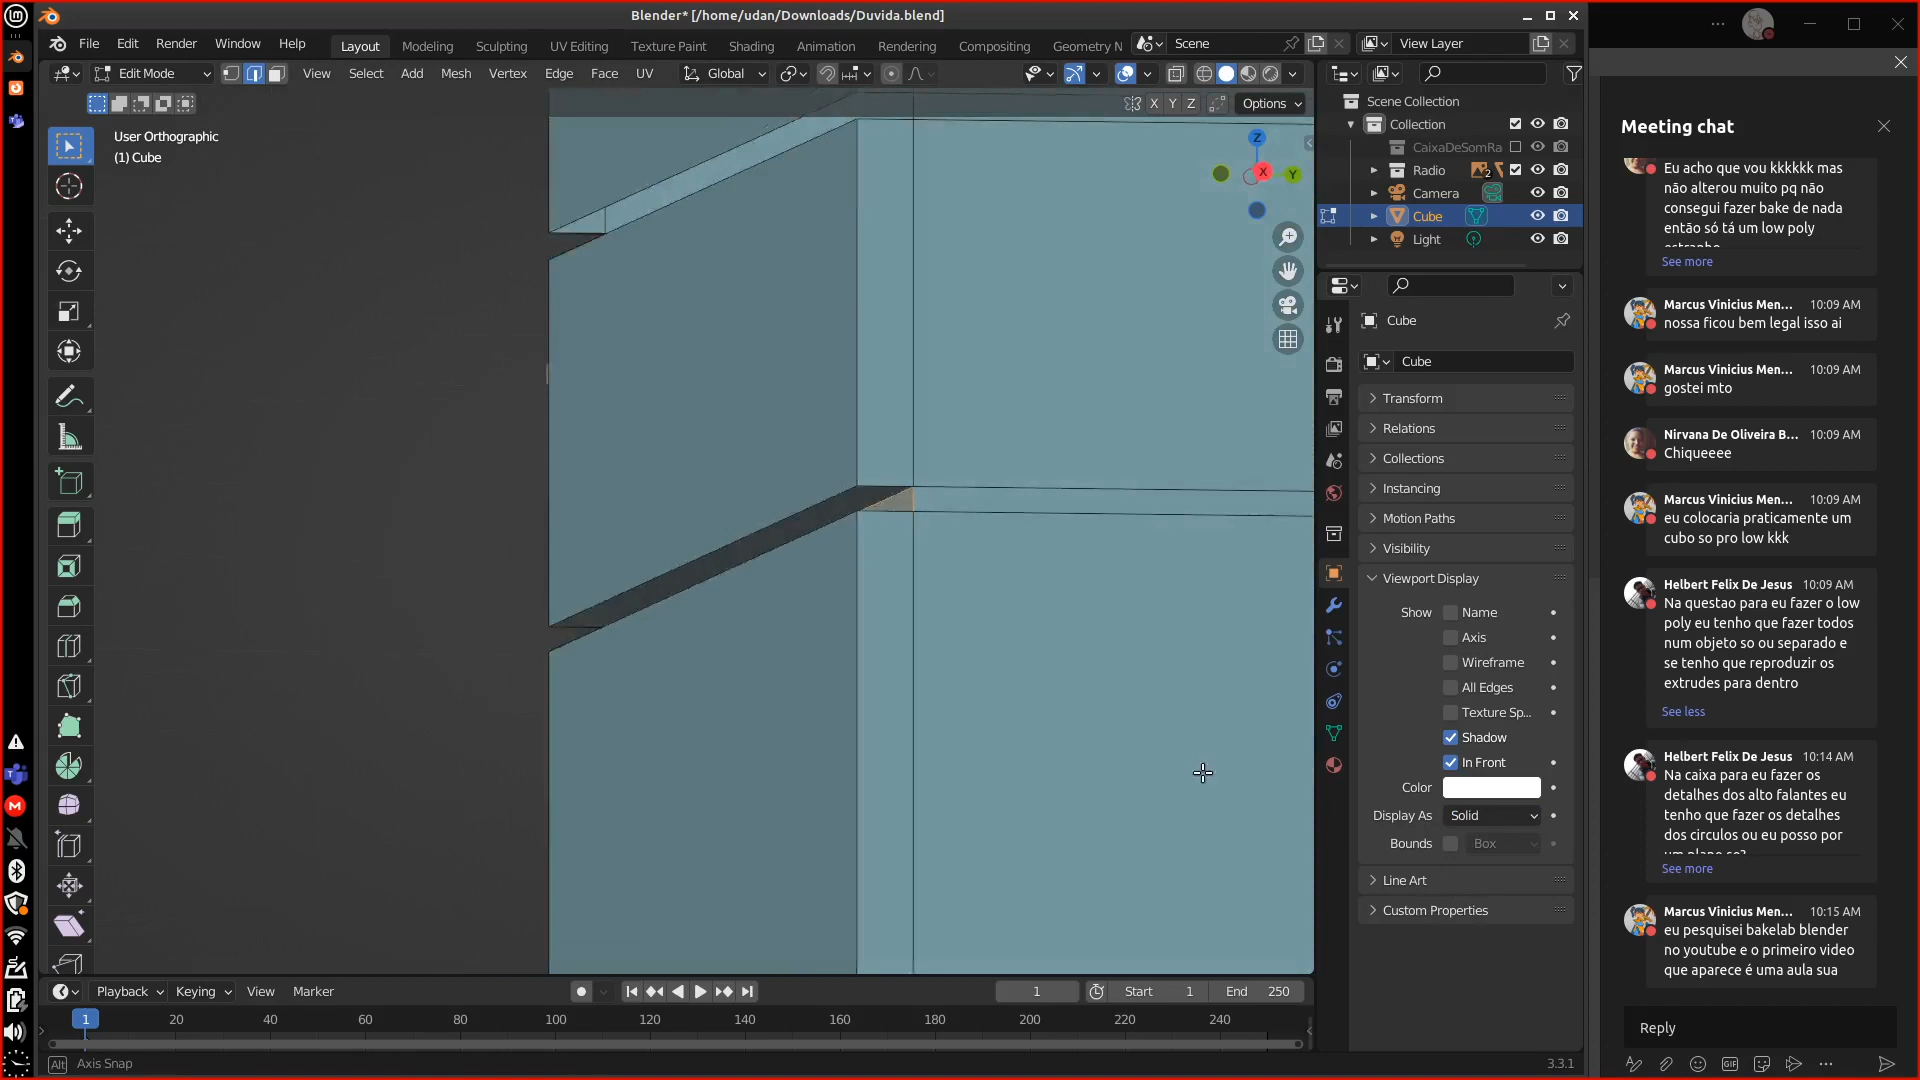 Blender* [/home/udan/Downloads/Duvida.blend]
File Edit Render Window Help
Layout Modeling Sculpting UV Editing Texture Paint Shading Animation Rendering Compositing Geometry N
Scene
View Layer
Edit Mode View Select Add Mesh Vertex Edge Face UV Global
X Y Z Options
User Orthographic
(1) Cube
Z
X
Y
Scene Collection
Collection
CaixaDeSomRa
Radio 2
Camera
Cube
Light
Cube
Cube
Transform
Relations
Collections
Instancing
Motion Paths
Visibility
Viewport Display
Show Name
Axis
Wireframe
All Edges
Texture Sp...
Shadow
In Front
Color
Display As Solid
Bounds Box
Line Art
Custom Properties
Playback Keying View Marker
1 Start 1 End 250
1 20 40 60 80 100 120 140 160 180 200 220 240
Alt Axis Snap
3.3.1
Meeting chat
Eu acho que vou kkkkkk mas
não alterou muito pq não
consegui fazer bake de nada
então só tá um low poly
estranho
See more
Marcus Vinicius Men... 10:09 AM
nossa ficou bem legal isso ai
Marcus Vinicius Men... 10:09 AM
gostei mto
Nirvana De Oliveira B... 10:09 AM
Chiqueeee
Marcus Vinicius Men... 10:09 AM
eu colocaria praticamente um
cubo so pro low kkk
Helbert Felix De Jesus 10:09 AM
Na questao para eu fazer o low
poly eu tenho que fazer todos
num objeto so ou separado e
se tenho que reproduzir os
extrudes para dentro
See less
Helbert Felix De Jesus 10:14 AM
Na caixa para eu fazer os
detalhes dos alto falantes eu
tenho que fazer os detalhes
dos circulos ou eu posso por
um plano so?
See more
Marcus Vinicius Men... 10:15 AM
eu pesquisei bakelab blender
no youtube e o primeiro video
que aparece é uma aula sua
Reply
GIF